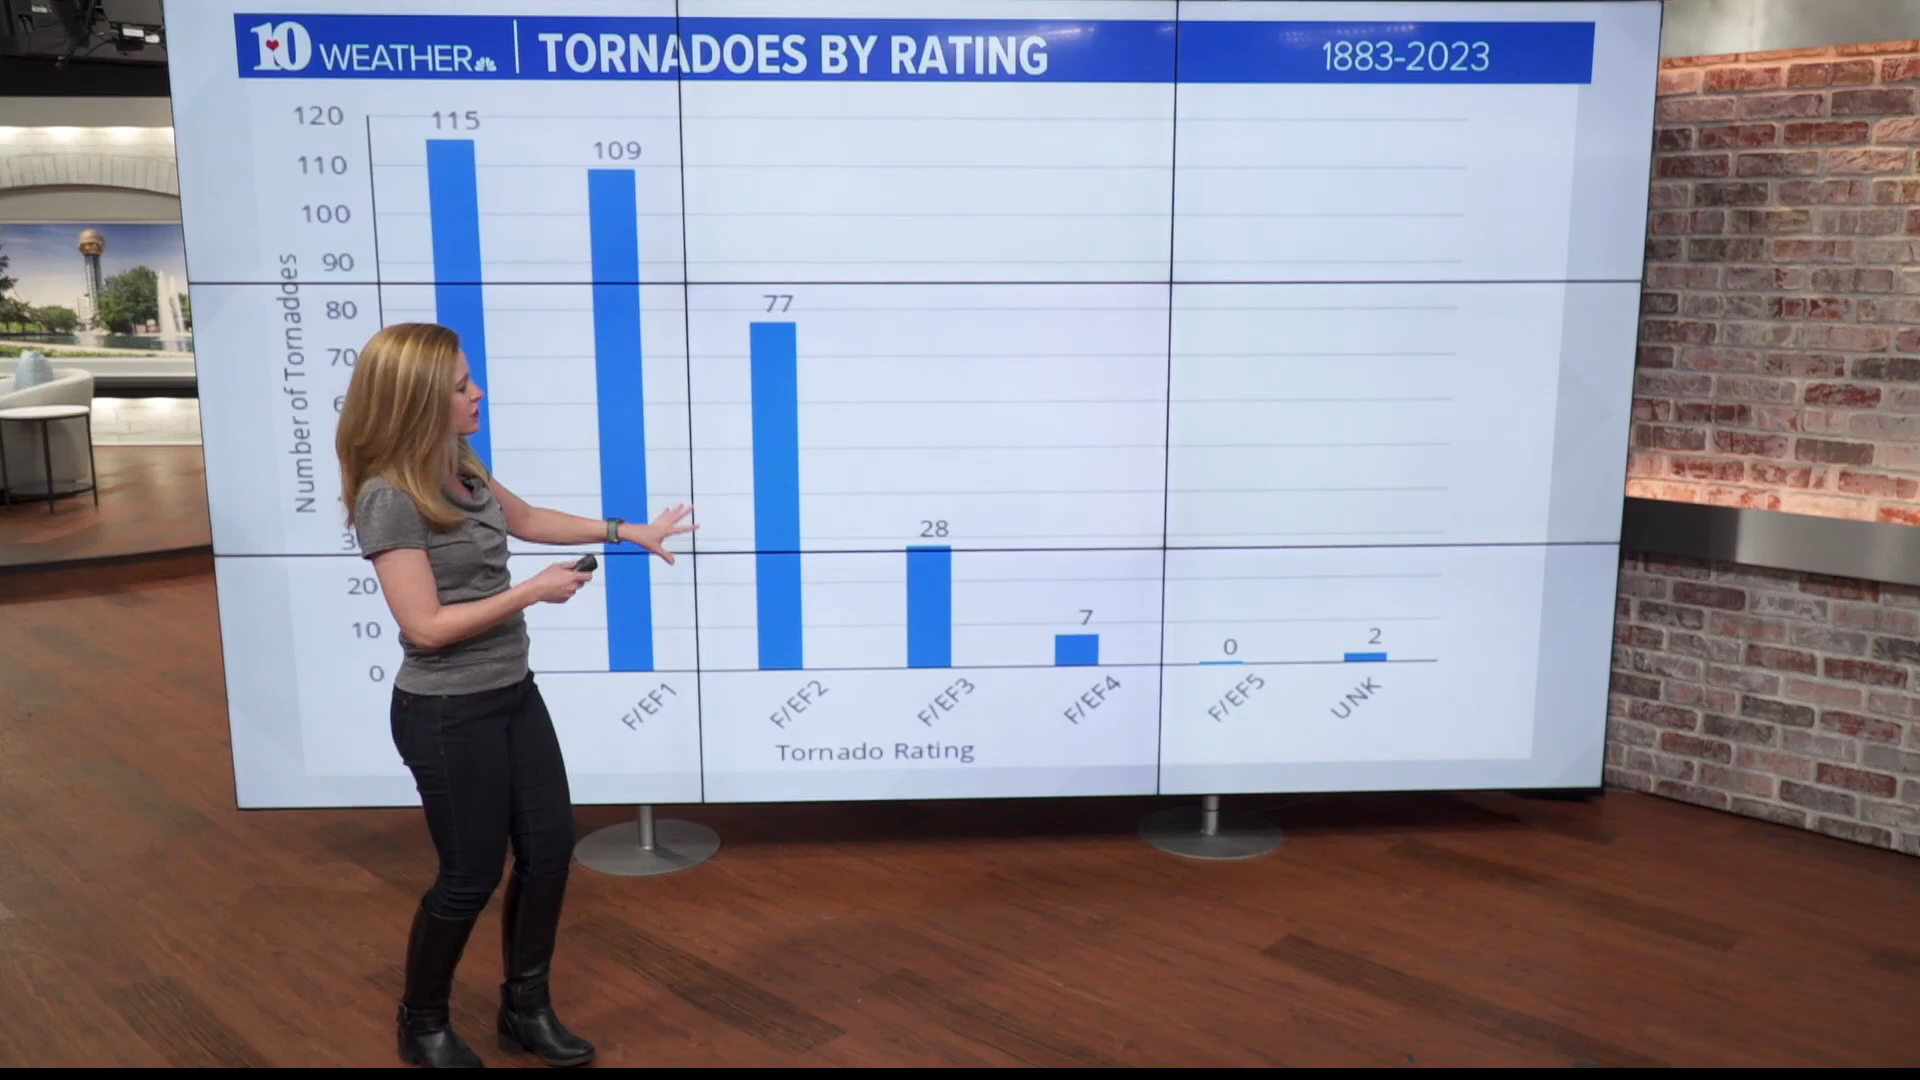 10 WEATHER TORNADOES BY RATING 1883-2023
120
110
100
90
80
70
20
10
0
Number of Tornadoes
115
109
77
28
7
0
2
F/EF1
F/EF2
F/EF3
F/EF4
F/EF5
UNK
Tornado Rating